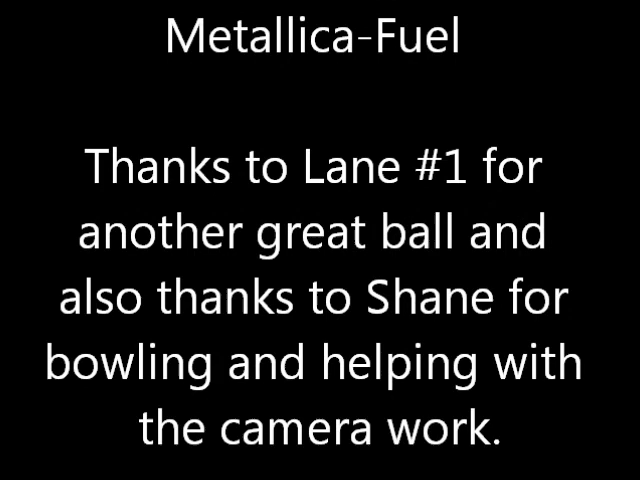 Metallica-Fuel
Thanks to Lane #1 for
another great ball and
also thanks to Shane for
bowling and helping with
the camera work.